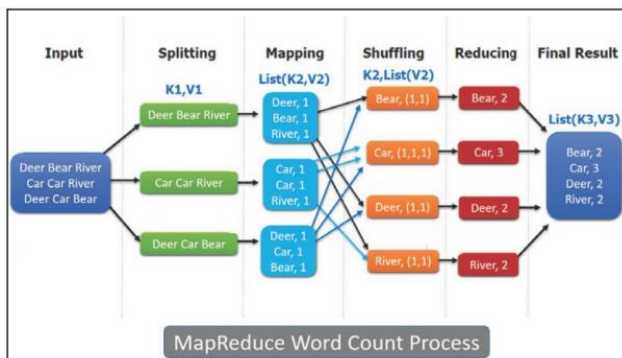 Input
Splitting
Mapping
Shuffling
Reducing
Final Result
K1,V1
List(K2,V2)
K2,List(V2)
List(K3,V3)
Deer Bear River
Car Car River
Deer Car Bear
Deer Bear River
Car Car River
Deer Car Bear
Deer, 1
Bear, 1
River, 1
Car, 1
Car, 1
River, 1
Deer, 1
Car, 1
Bear, 1
Bear, (1,1)
Car, (1,1,1)
Deer, (1,1)
River, (1,1)
Bear, 2
Car, 3
Deer, 2
River, 2
Bear, 2
Car, 3
Deer, 2
River, 2
MapReduce Word Count Process